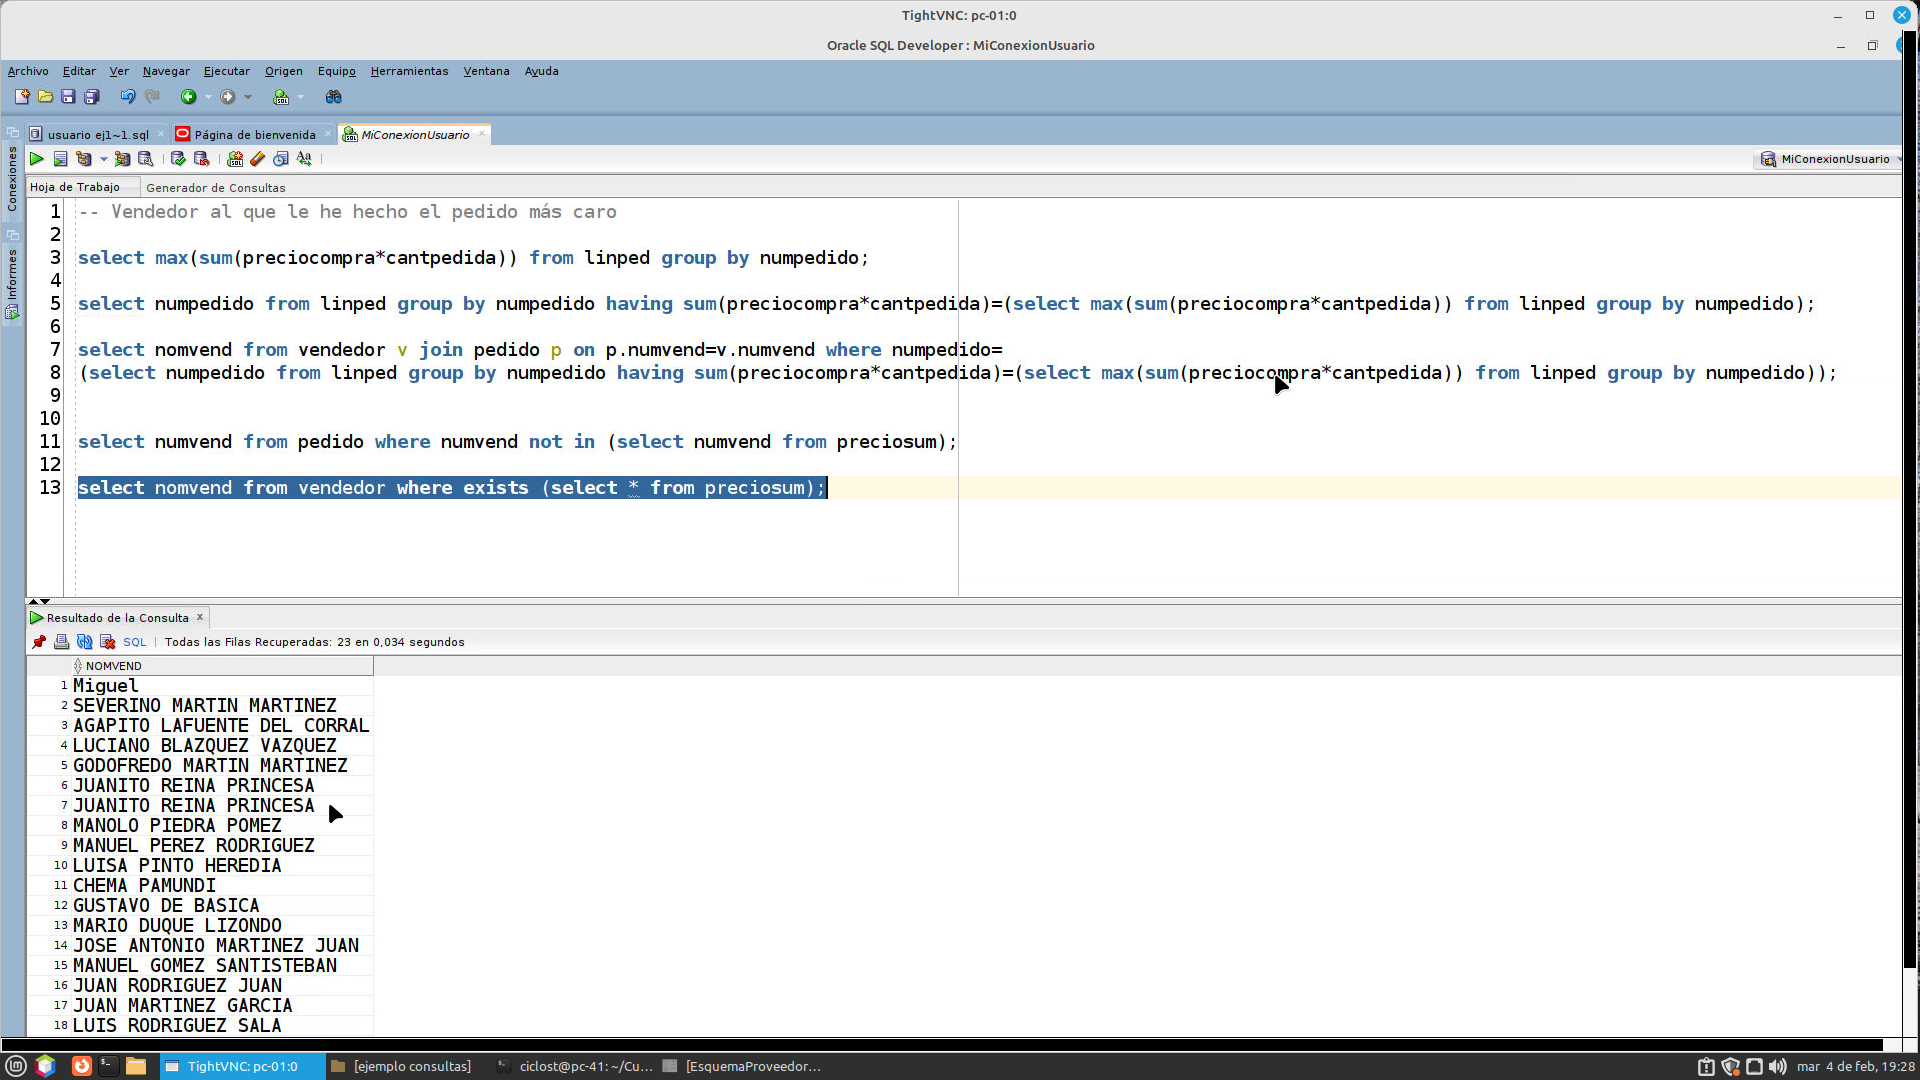 TightVNC: pc-01:0
Oracle SQL Developer : MiConexionUsuario
Archivo Editar Ver Navegar Ejecutar Origen Equipo Herramientas Ventana Ayuda
usuario ej1~1.sql Página de bienvenida MiConexionUsuario
MiConexionUsuario
Conexiones
Informes
Hoja de Trabajo Generador de Consultas
1 -- Vendedor al que le he hecho el pedido más caro
2
3 select max(sum(preciocompra*cantpedida)) from linped group by numpedido;
4
5 select numpedido from linped group by numpedido having sum(preciocompra*cantpedida)=(select max(sum(preciocompra*cantpedida)) from linped group by numpedido);
6
7 select nomvend from vendedor v join pedido p on p.numvend=v.numvend where numpedido=
8 (select numpedido from linped group by numpedido having sum(preciocompra*cantpedida)=(select max(sum(preciocompra*cantpedida)) from linped group by numpedido));
9
10
11 select numvend from pedido where numvend not in (select numvend from preciosum);
12
13 select nomvend from vendedor where exists (select * from preciosum);
Resultado de la Consulta x
SQL | Todas las Filas Recuperadas: 23 en 0,034 segundos
NOMVEND
1 Miguel
2 SEVERINO MARTIN MARTINEZ
3 AGAPITO LAFUENTE DEL CORRAL
4 LUCIANO BLAZQUEZ VAZQUEZ
5 GODOFREDO MARTIN MARTINEZ
6 JUANITO REINA PRINCESA
7 JUANITO REINA PRINCESA
8 MANOLO PIEDRA POMEZ
9 MANUEL PEREZ RODRIGUEZ
10 LUISA PINTO HEREDIA
11 CHEMA PAMUNDI
12 GUSTAVO DE BASICA
13 MARIO DUQUE LIZONDO
14 JOSE ANTONIO MARTINEZ JUAN
15 MANUEL GOMEZ SANTISTEBAN
16 JUAN RODRIGUEZ JUAN
17 JUAN MARTINEZ GARCIA
18 LUIS RODRIGUEZ SALA
TightVNC: pc-01:0 [ejemplo consultas] ciclost@pc-41: ~/Cu... [EsquemaProveedor... mar 4 de feb, 19:28